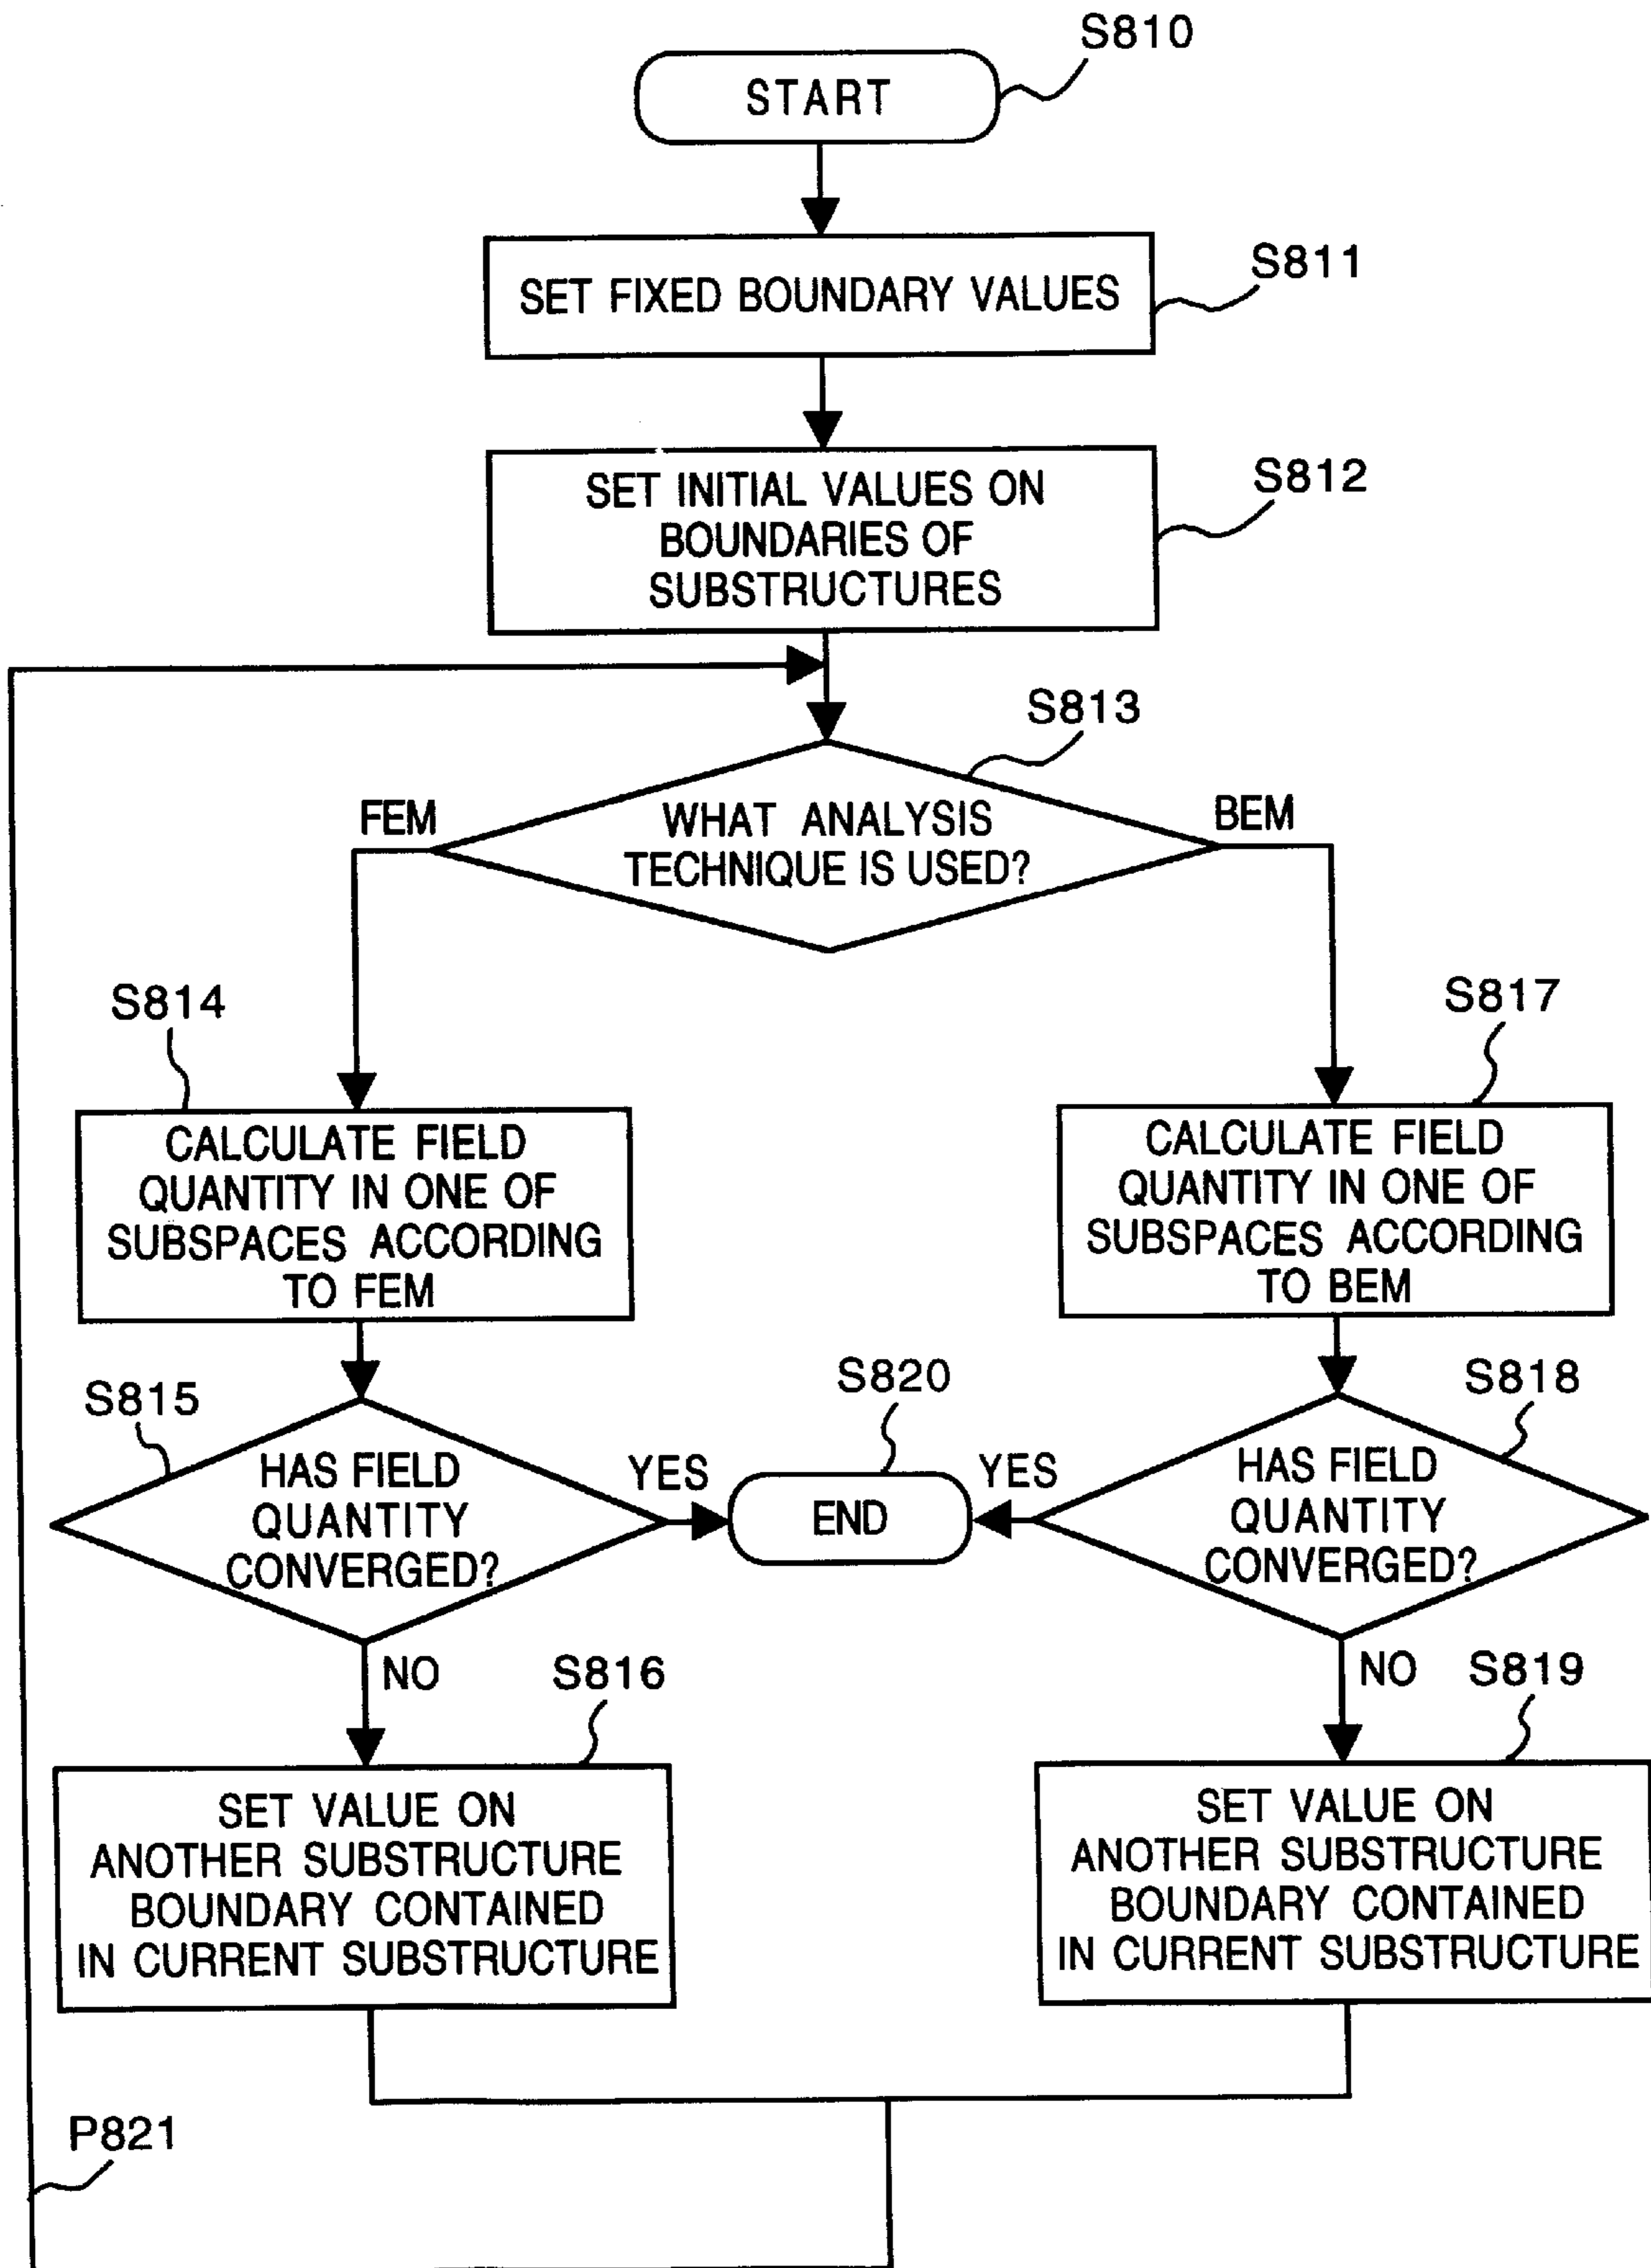 S810
START
S811
SET FIXED BOUNDARY VALUES
S812
SET INITIAL VALUES ON
BOUNDARIES OF
SUBSTRUCTURES
S813
FEM
WHAT ANALYSIS
TECHNIQUE IS USED?
BEM
S814
CALCULATE FIELD
QUANTITY IN ONE OF
SUBSPACES ACCORDING
TO FEM
S817
CALCULATE FIELD
QUANTITY IN ONE OF
SUBSPACES ACCORDING
TO BEM
S815
HAS FIELD
QUANTITY
CONVERGED?
YES
S820
END
YES
S818
HAS FIELD
QUANTITY
CONVERGED?
NO
S816
SET VALUE ON
ANOTHER SUBSTRUCTURE
BOUNDARY CONTAINED
IN CURRENT SUBSTRUCTURE
NO
S819
SET VALUE ON
ANOTHER SUBSTRUCTURE
BOUNDARY CONTAINED
IN CURRENT SUBSTRUCTURE
P821